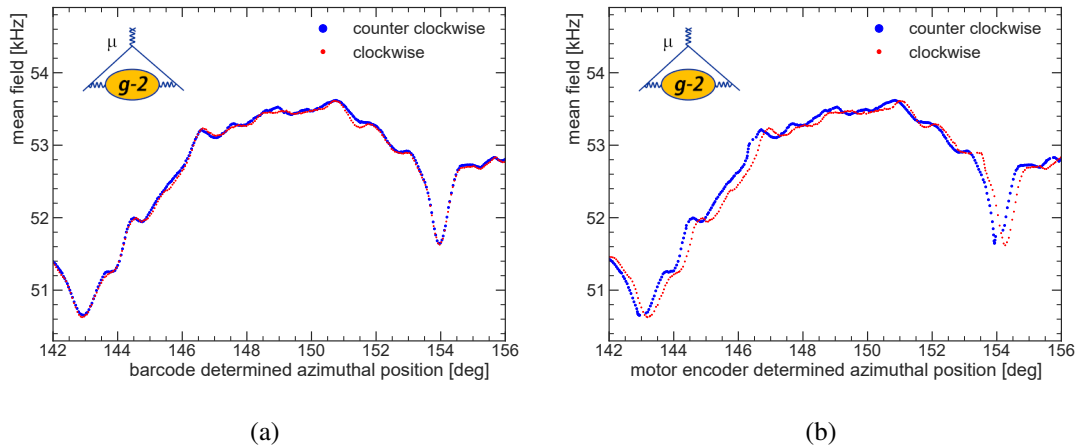 mean field [kHz]
54
53
52
51
μ
g-2
counter clockwise
clockwise
142 144 146 148 150 152 154 156
barcode determined azimuthal position [deg]
(a)
mean field [kHz]
54
53
52
51
μ
g-2
counter clockwise
clockwise
142 144 146 148 150 152 154 156
motor encoder determined azimuthal position [deg]
(b)